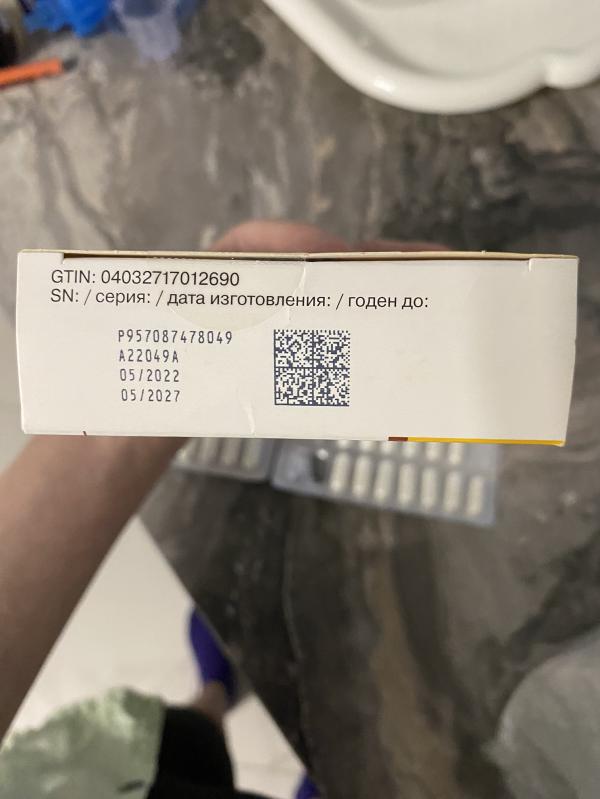 GTIN: 04032717012690
SN: / серия: / дата изготовления: / годен до:
P957087478049
A22049A
05/2022
05/2027